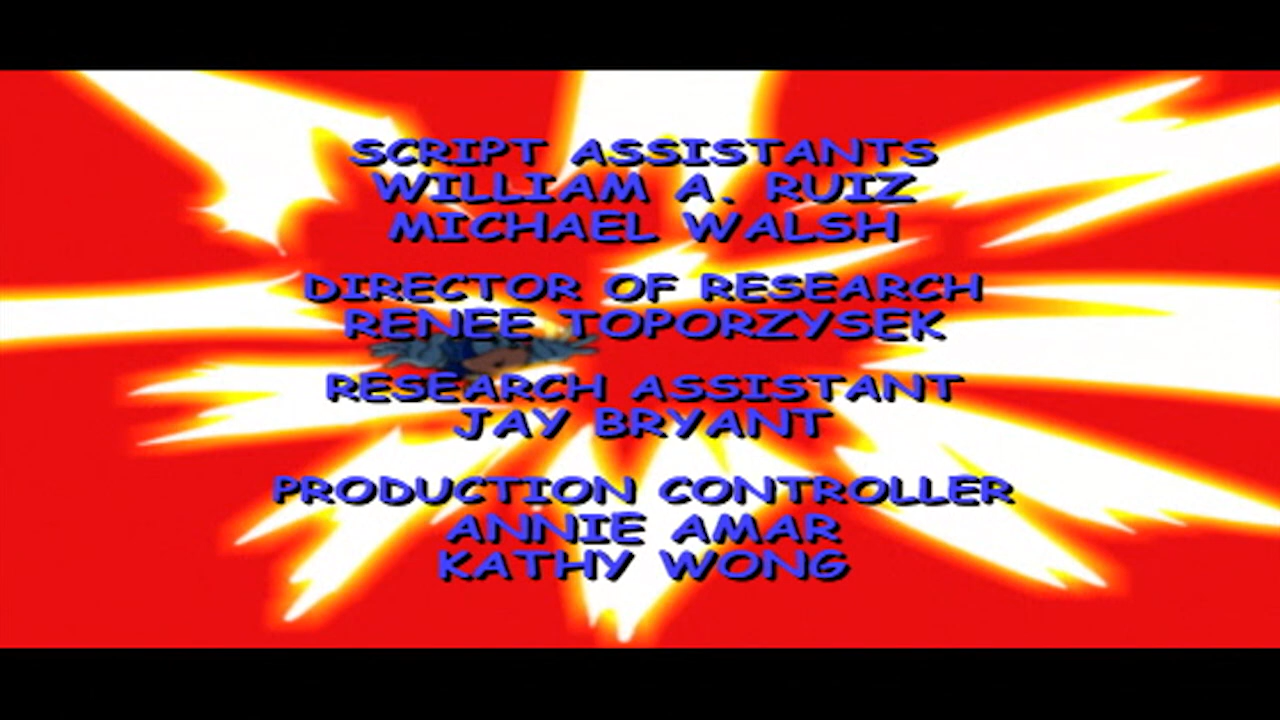 SCRIPT ASSISTANTS
WILLIAM A. RUIZ
MICHAEL WALSH
DIRECTOR OF RESEARCH
RENEE TOPORZYSEK
RESEARCH ASSISTANT
JAY BRYANT
PRODUCTION CONTROLLER
ANNIE AMAR
KATHY WONG